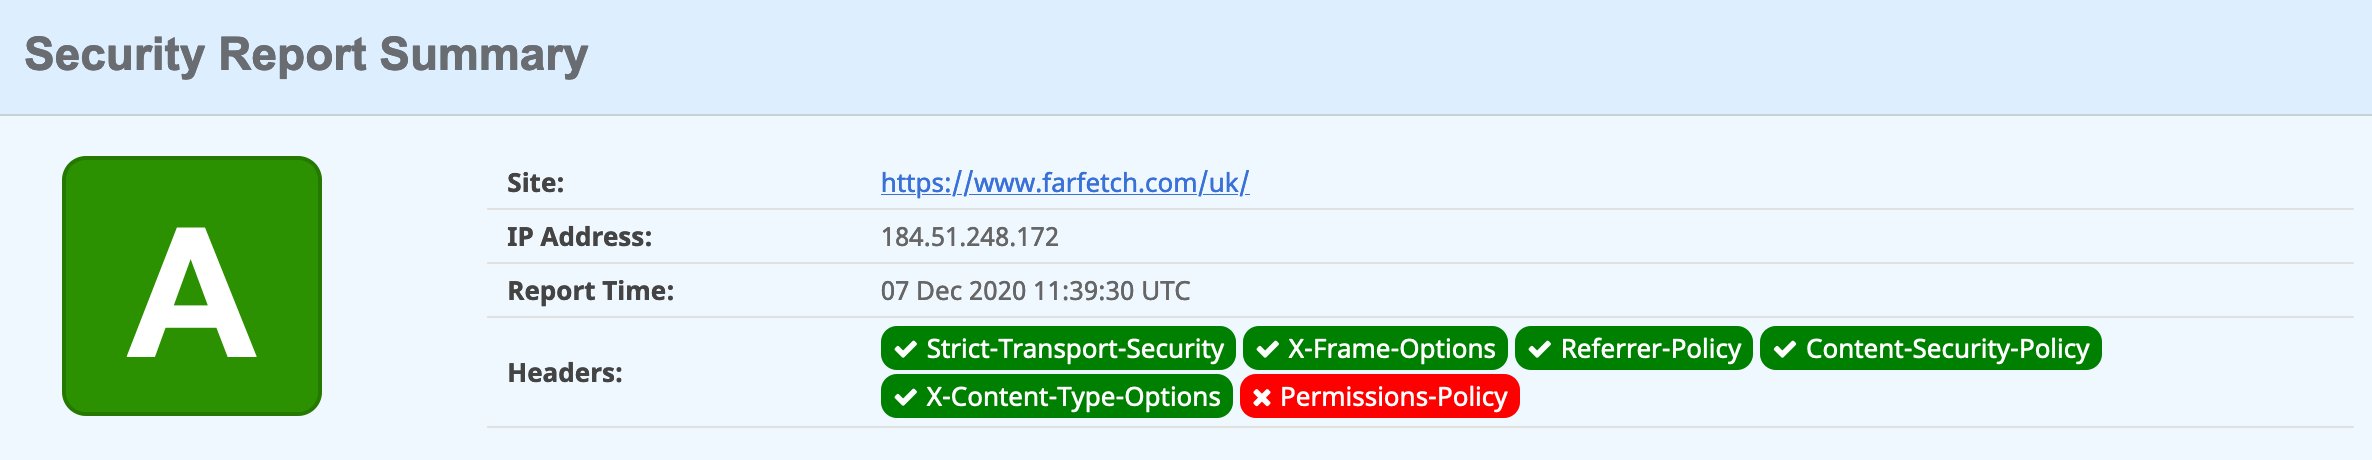 Security Report Summary
A
Site: https://www.farfetch.com/uk/
IP Address: 184.51.248.172
Report Time: 07 Dec 2020 11:39:30 UTC
Headers: Strict-Transport-Security X-Frame-Options Referrer-Policy Content-Security-Policy
X-Content-Type-Options Permissions-Policy